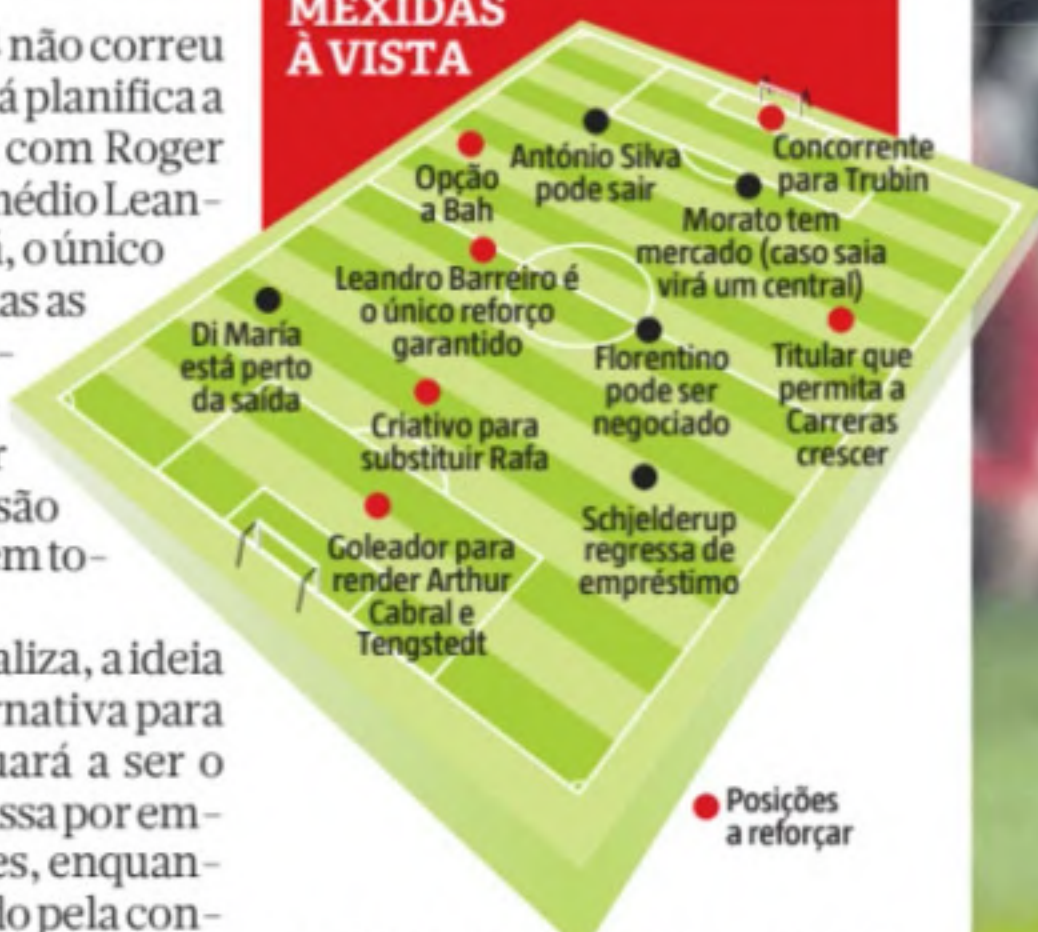 não correu
planifica a
com Roger
médio Lean-
, o único
as as
são
em to-
aliza, a ideia
rnativa para
uará a ser o
ssa por em-
es, enquan-
lo pela con-
MEXIDAS
À VISTA
Concorrente
para Trubin
António Silva
pode sair
Opção
a Bah
Morato tem
mercado (caso saia
virá um central)
Leandro Barreiro é
o único reforço
garantido
Di María
está perto
da saída
Florentino
pode ser
negociado
Titular que
permita a
Carreras
crescer
Criativo para
substituir Rafa
Schjelderup
regressa de
empréstimo
Goleador para
render Arthur
Cabral e
Tengstedt
Posições
a reforçar